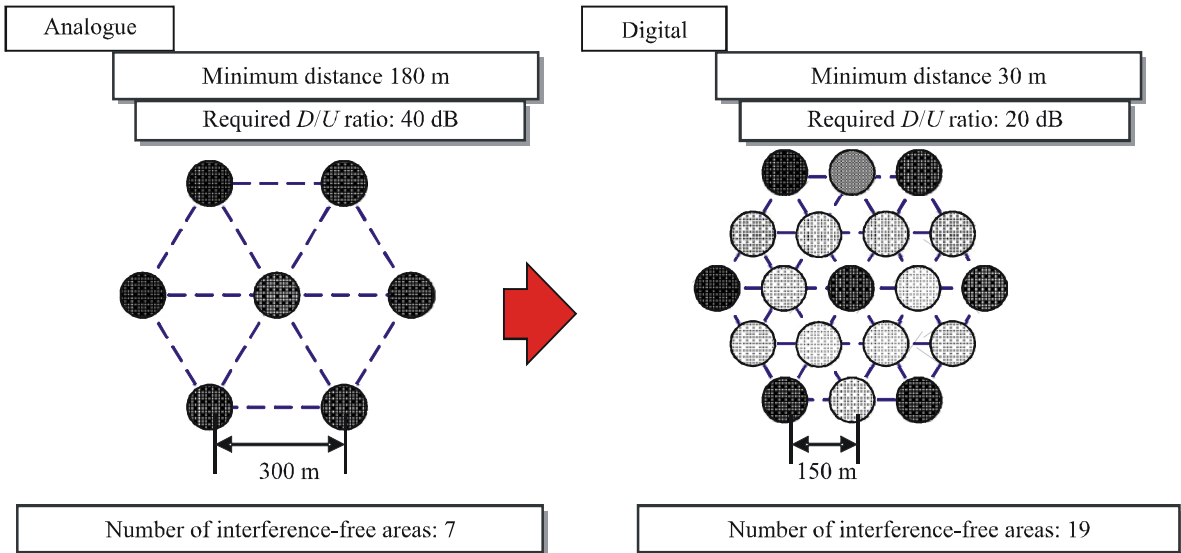 Analogue
Minimum distance 180 m
Required D/U ratio: 40 dB
300 m
Number of interference-free areas: 7
Digital
Minimum distance 30 m
Required D/U ratio: 20 dB
150 m
Number of interference-free areas: 19